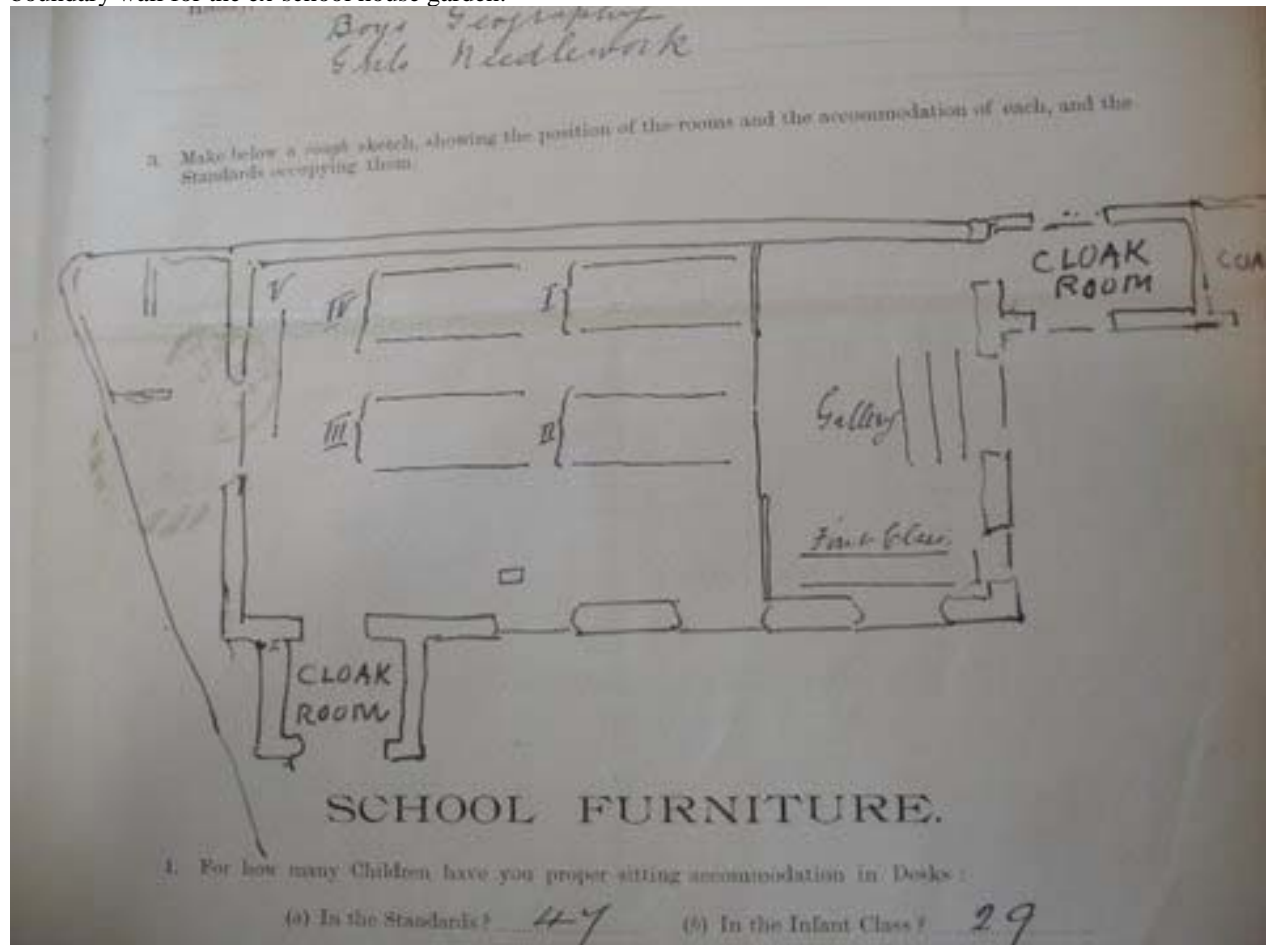 boundary wall for the ex-school house garden.
Boys Geography
Girls Needlework
3. Make below a rough sketch, showing the position of the rooms and the accommodation of each, and the
Standards occupying them.
CLOAK
ROOM
COA
V
IV
I
III
II
Gallery
First Class.
CLOAK
ROOM
SCHOOL FURNITURE.
1. For how many Children have you proper sitting accommodation in Desks :
(a) In the Standards? 47 (b) In the Infant Class? 29